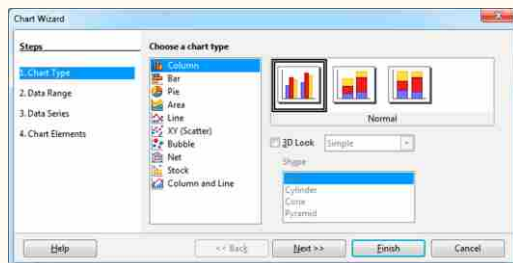 Chart Wizard
Steps
1. Chart Type
2. Data Range
3. Data Series
4. Chart Elements
Choose a chart type
Column
Bar
Pie
Area
Line
XY (Scatter)
Bubble
Net
Stock
Column and Line
Normal
3D Look Simple
Shape
Cylinder
Cone
Pyramid
Help << Back Next >> Finish Cancel